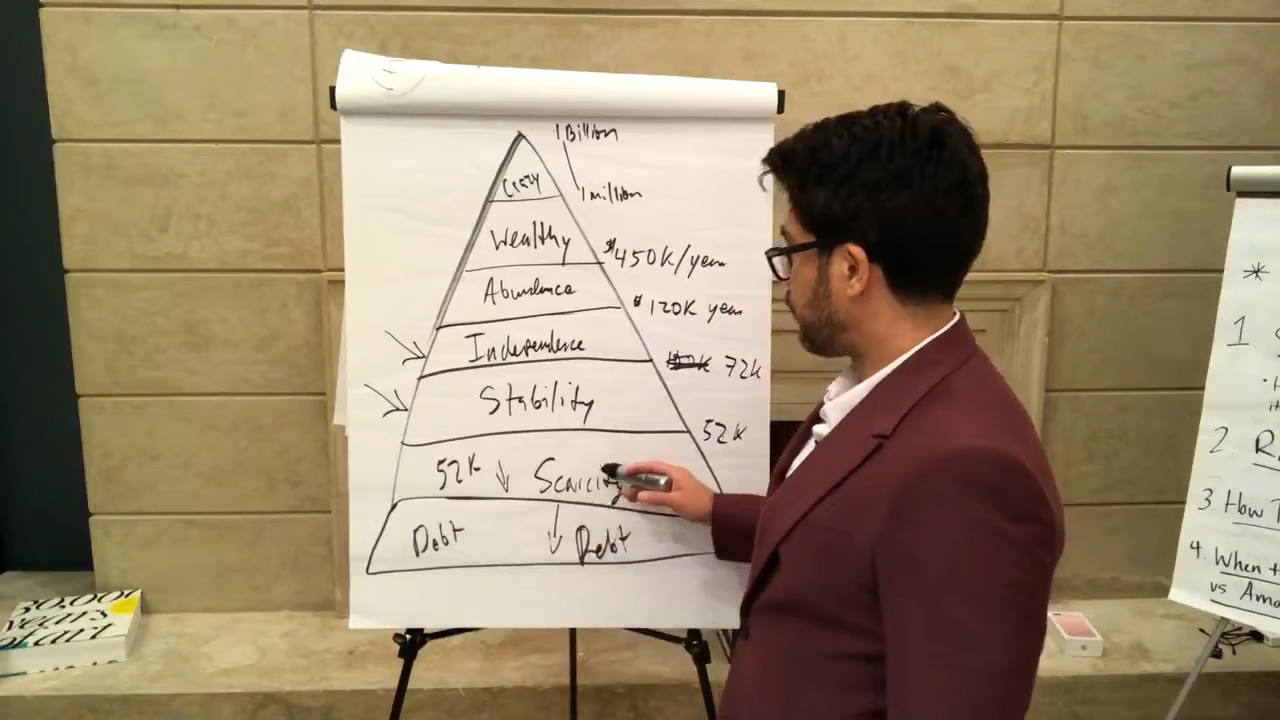 1 Billion
Crazy
1 million
Wealthy
$450K/year
Abundance
$120K year
Independence
72K
Stability
52K
52K ↓ Scarcity
Debt ↓ Debt
30,000
years
of art
*
1
2.
3 How
4. When
vs Ama